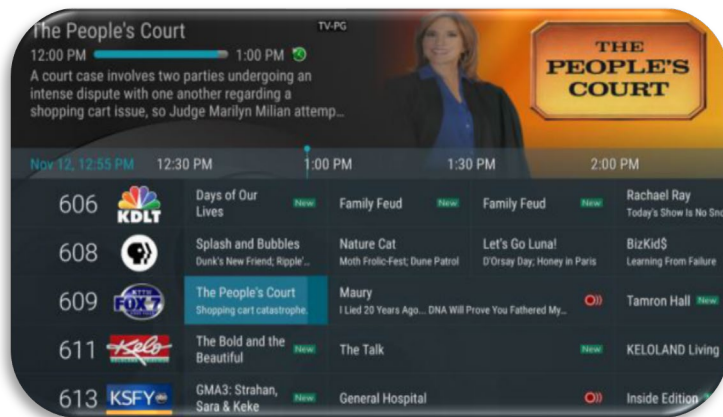 The People's Court
TV-PG
12:00 PM 1:00 PM
A court case involves two parties undergoing an
intense dispute with one another regarding a
shopping cart issue, so Judge Marilyn Milian attemp...
THE
PEOPLE'S
COURT
Nov 12, 12:55 PM 12:30 PM 1:00 PM 1:30 PM 2:00 PM
606 KDLT Days of Our
Lives New Family Feud New Family Feud New Rachael Ray
Today's Show Is No Sno
608 Splash and Bubbles Nature Cat Let's Go Luna! BizKid$
Dunk's New Friend; Ripple'... Moth Frolic-Fest; Dune Patrol D'Orsay Day; Honey in Paris Learning From Failure
609 KTTW FOX 7 The People's Court Maury Tamron Hall New
Shopping cart catastrophe. I Lied 20 Years Ago... DNA Will Prove You Fathered My...
611 Kelo The Bold and the
Beautiful New The Talk New KELOLAND Living
613 KSFY GMA3: Strahan,
Sara & Keke New General Hospital Inside Edition